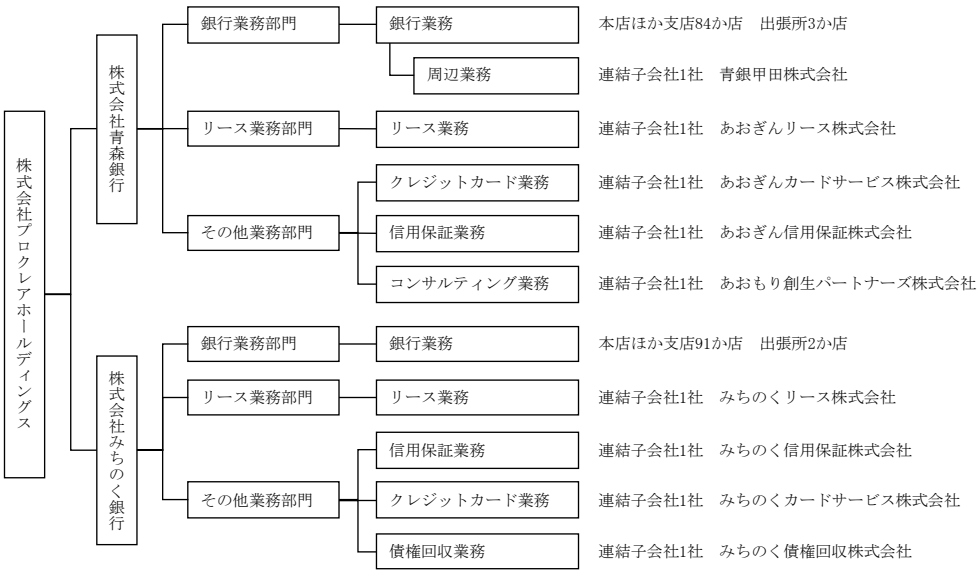 株式会社プロクレアホールディングス
株式会社青森銀行
銀行業務部門
銀行業務
本店ほか支店84か店　出張所3か店
周辺業務
連結子会社1社　青銀甲田株式会社
リース業務部門
リース業務
連結子会社1社　あおぎんリース株式会社
その他業務部門
クレジットカード業務
連結子会社1社　あおぎんカードサービス株式会社
信用保証業務
連結子会社1社　あおぎん信用保証株式会社
コンサルティング業務
連結子会社1社　あおもり創生パートナーズ株式会社
株式会社みちのく銀行
銀行業務部門
銀行業務
本店ほか支店91か店　出張所2か店
リース業務部門
リース業務
連結子会社1社　みちのくリース株式会社
その他業務部門
信用保証業務
連結子会社1社　みちのく信用保証株式会社
クレジットカード業務
連結子会社1社　みちのくカードサービス株式会社
債権回収業務
連結子会社1社　みちのく債権回収株式会社